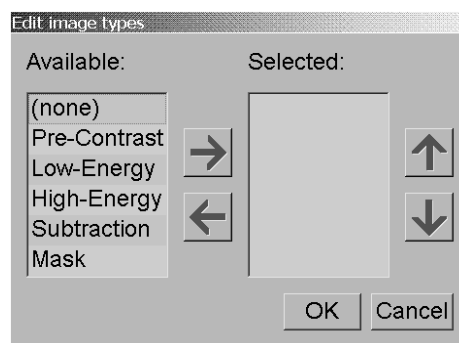 Edit image types
Available:
Selected:
(none)
Pre-Contrast
Low-Energy
High-Energy
Subtraction
Mask
OK
Cancel